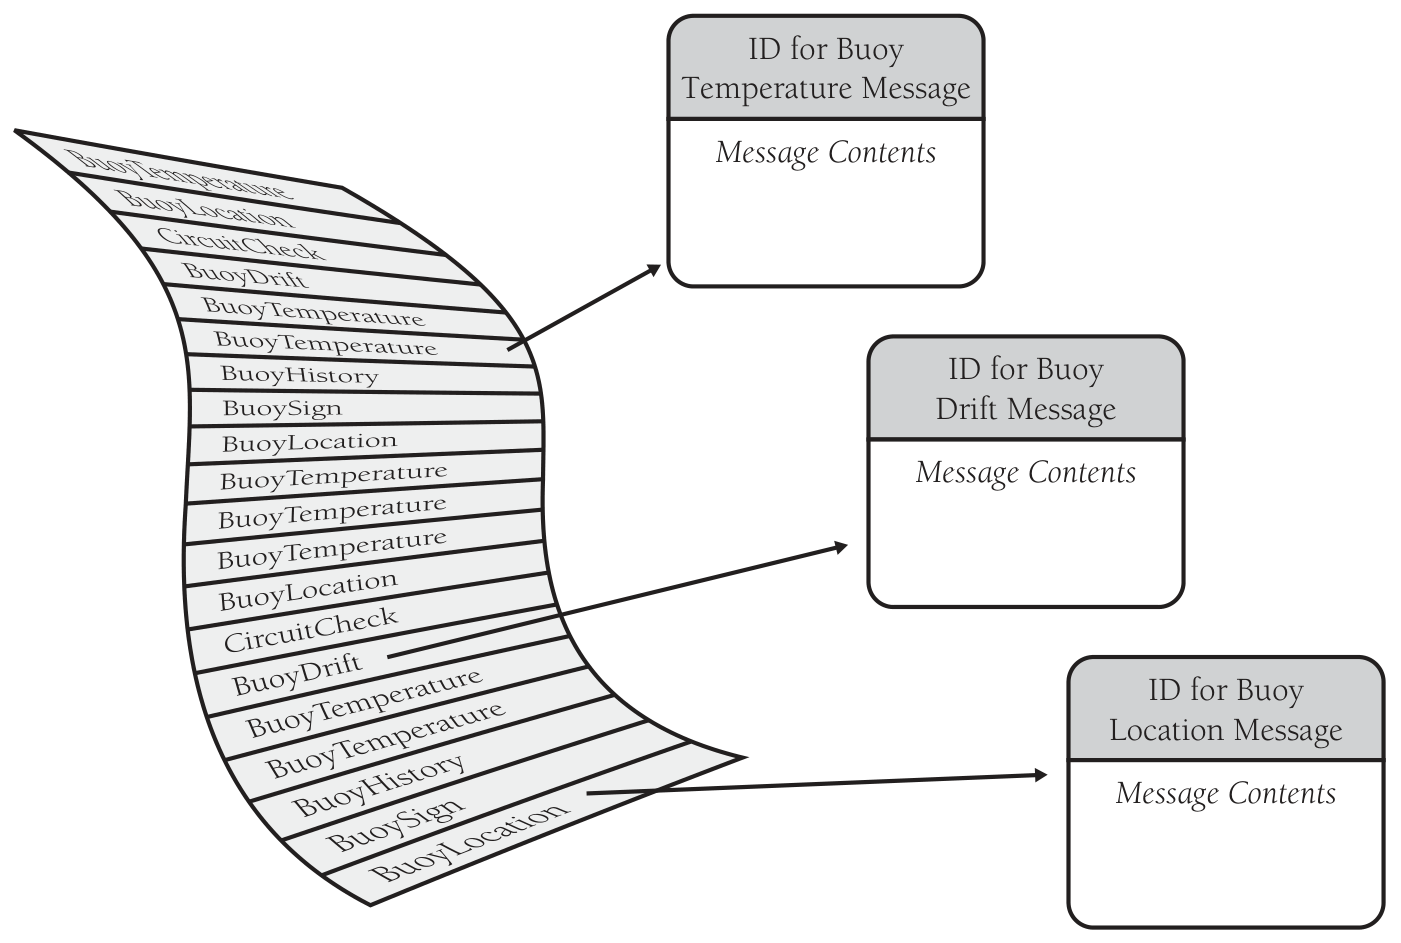 BuoyTemperature
BuoyLocation
CircuitCheck
BuoyDrift
BuoyTemperature
BuoyTemperature
BuoyHistory
BuoySign
BuoyLocation
BuoyTemperature
BuoyTemperature
BuoyTemperature
BuoyLocation
CircuitCheck
BuoyDrift
BuoyTemperature
BuoyTemperature
BuoyHistory
BuoySign
BuoyLocation
ID for Buoy
Temperature Message
Message Contents
ID for Buoy
Drift Message
Message Contents
ID for Buoy
Location Message
Message Contents